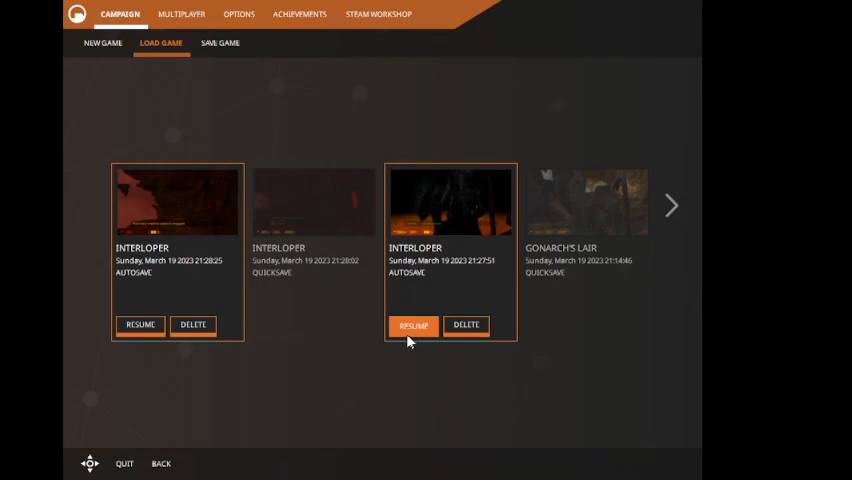 CAMPAIGN MULTIPLAYER OPTIONS ACHIEVEMENTS STEAM WORKSHOP
NEW GAME LOAD GAME SAVE GAME
INTERLOPER
Sunday, March 19 2023 21:28:25
AUTOSAVE
RESUME DELETE
INTERLOPER
Sunday, March 19 2023 21:28:02
QUICKSAVE
INTERLOPER
Sunday, March 19 2023 21:27:51
AUTOSAVE
RESUME DELETE
GONARCH'S LAIR
Sunday, March 19 2023 21:14:46
QUICKSAVE
QUIT BACK